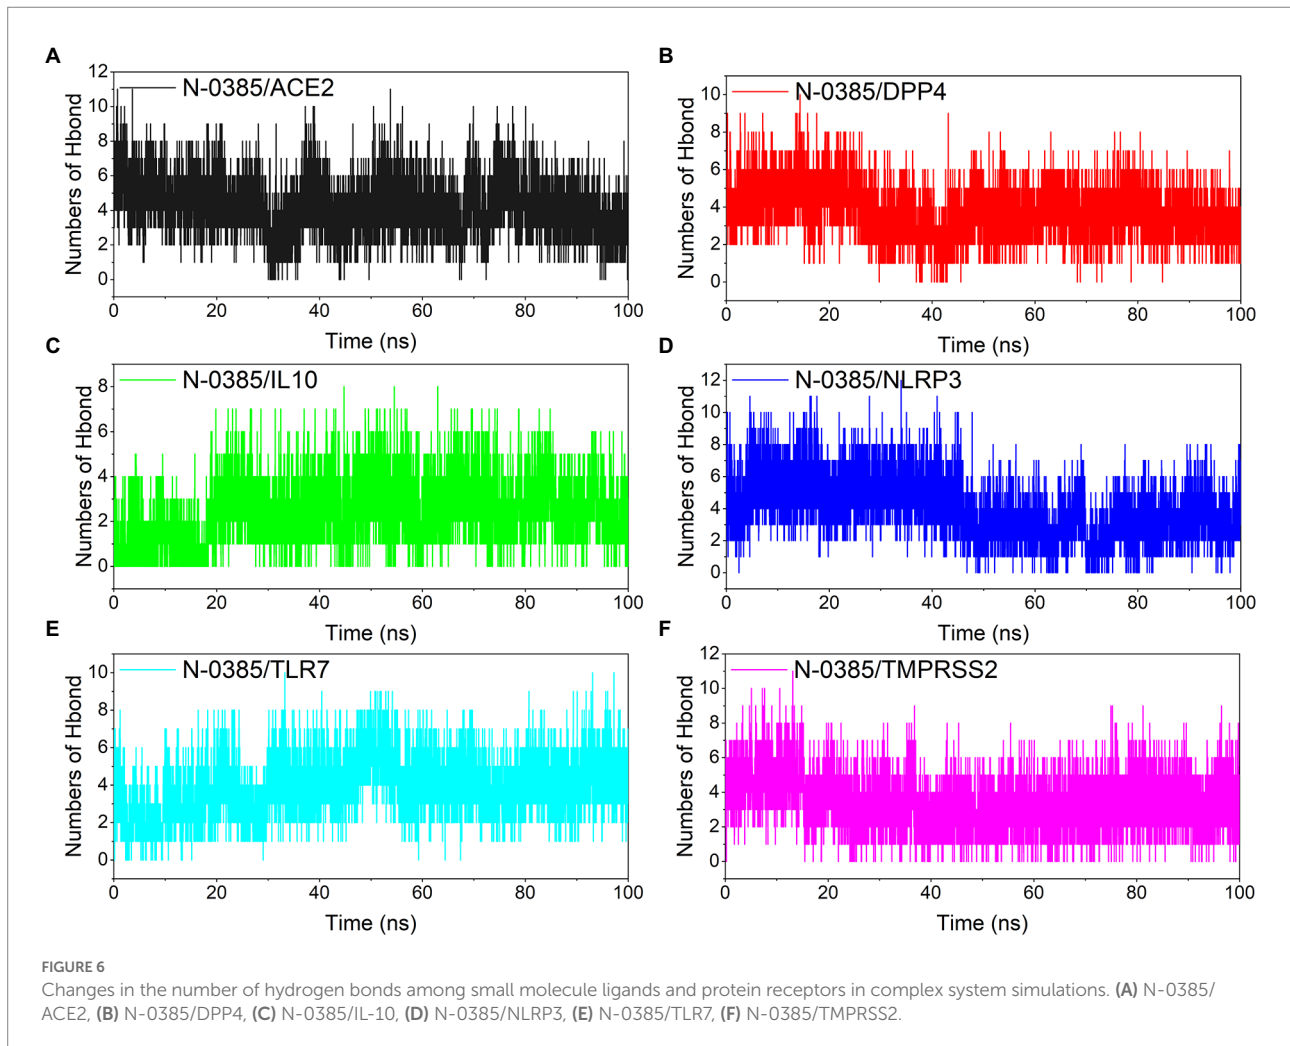 A
N-0385/ACE2
Numbers of Hbond
12
10
8
6
4
2
0
0 20 40 60 80 100
Time (ns)
B
N-0385/DPP4
Numbers of Hbond
10
8
6
4
2
0
0 20 40 60 80 100
Time (ns)
C
N-0385/IL10
Numbers of Hbond
8
6
4
2
0
0 20 40 60 80 100
Time (ns)
D
N-0385/NLRP3
Numbers of Hbond
12
10
8
6
4
2
0
0 20 40 60 80 100
Time (ns)
E
N-0385/TLR7
Numbers of Hbond
10
8
6
4
2
0
0 20 40 60 80 100
Time (ns)
F
N-0385/TMPRSS2
Numbers of Hbond
12
10
8
6
4
2
0
0 20 40 60 80 100
Time (ns)
FIGURE 6
Changes in the number of hydrogen bonds among small molecule ligands and protein receptors in complex system simulations. (A) N-0385/
ACE2, (B) N-0385/DPP4, (C) N-0385/IL-10, (D) N-0385/NLRP3, (E) N-0385/TLR7, (F) N-0385/TMPRSS2.